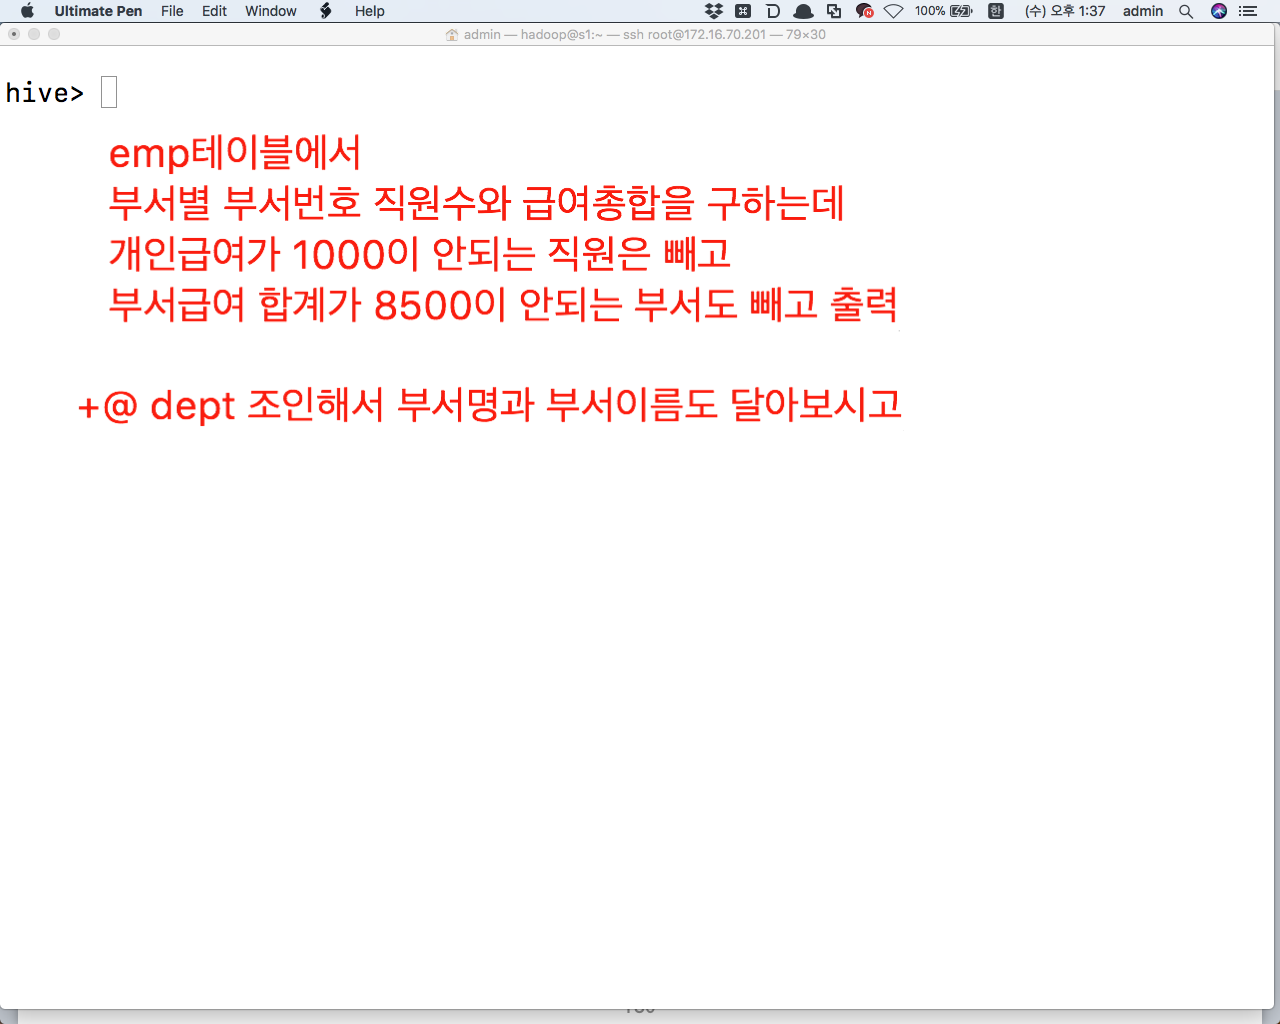 Ultimate Pen File Edit Window Help 100% 한 (수) 오후 1:37 admin
admin — hadoop@s1:~ — ssh root@172.16.70.201 — 79×30
hive>
emp테이블에서
부서별 부서번호 직원수와 급여총합을 구하는데
개인급여가 1000이 안되는 직원은 빼고
부서급여 합계가 8500이 안되는 부서도 빼고 출력
+@ dept 조인해서 부서명과 부서이름도 달아보시고